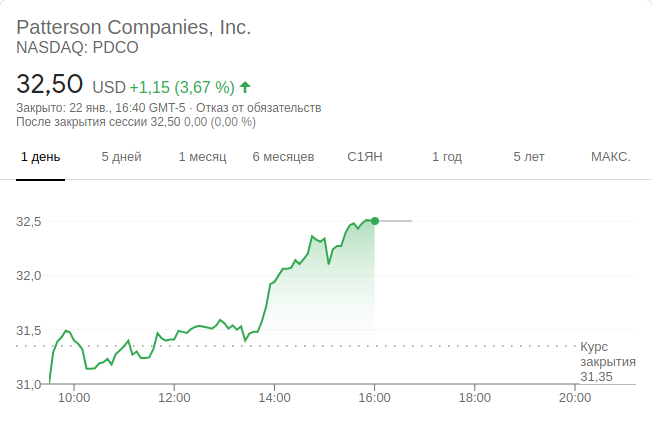 Patterson Companies, Inc.
NASDAQ: PDCO
32,50 USD +1,15 (3,67 %)
Закрыто: 22 янв., 16:40 GMT-5 · Отказ от обязательств
После закрытия сессии 32,50 0,00 (0,00 %)
1 день 5 дней 1 месяц 6 месяцев С1ЯН 1 год 5 лет МАКС.
32,5
32,0
31,5
31,0
Курс
закрытия
31,35
10:00 12:00 14:00 16:00 18:00 20:00